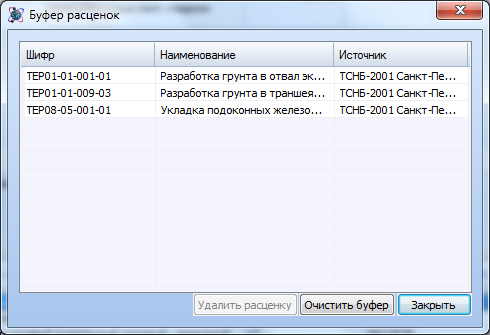 Буфер расценок
Шифр Наименование Источник
ТЕР01-01-001-01 Разработка грунта в отвал эк... ТСНБ-2001 Санкт-Пе...
ТЕР01-01-009-03 Разработка грунта в траншея... ТСНБ-2001 Санкт-Пе...
ТЕР08-05-001-01 Укладка подоконных железо... ТСНБ-2001 Санкт-Пе...
Удалить расценку Очистить буфер Закрыть